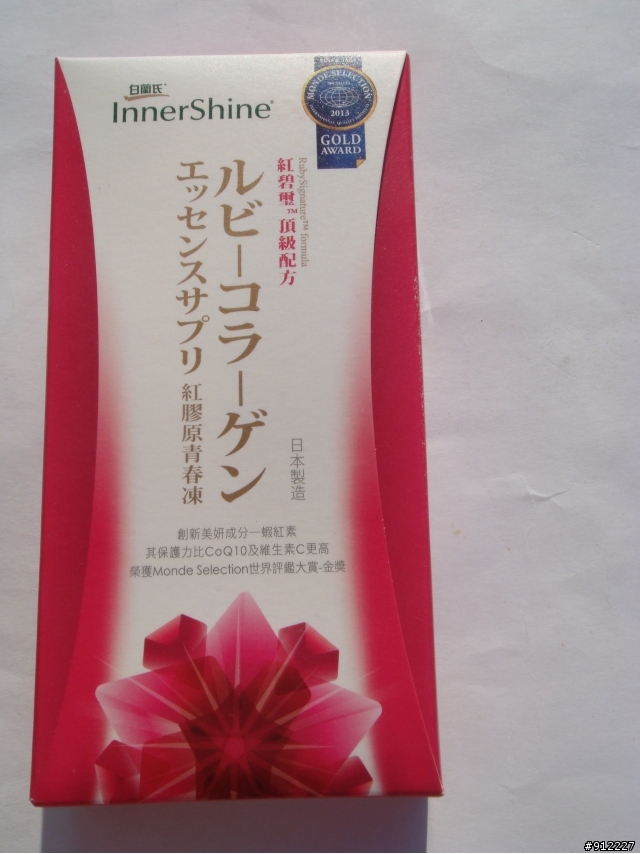 白蘭氏®
InnerShine®
MONDE SELECTION
2013
GOLD
AWARD
RubySignature™ formula
紅碧璽™頂級配方
ルビーコラーゲン
エッセンスサプリ 紅膠原青春凍
日本製造
創新美妍成分—蝦紅素
其保護力比CoQ10及維生素C更高
榮獲Monde Selection世界評鑑大賞-金獎
#912227